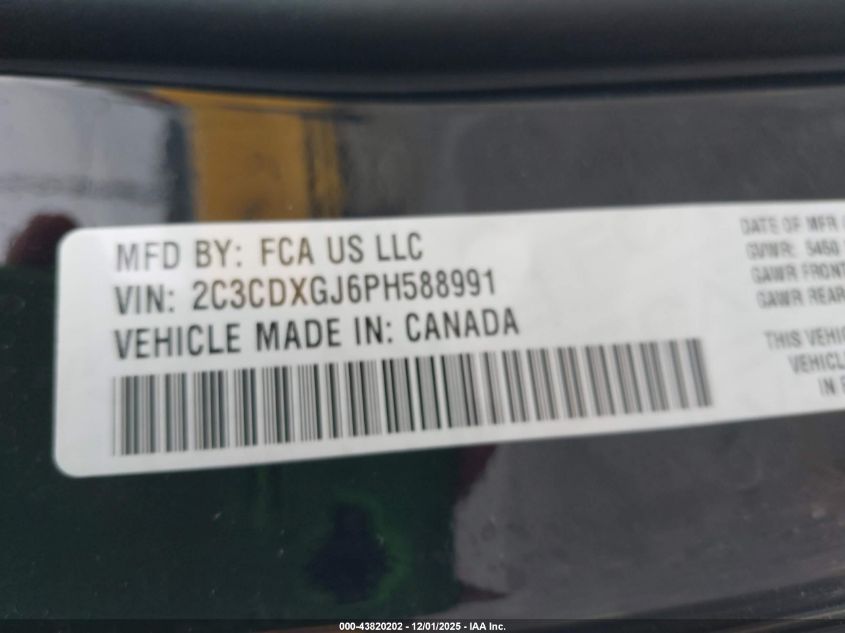 MFD BY: FCA US LLC
VIN: 2C3CDXGJ6PH588991
VEHICLE MADE IN: CANADA
DATE OF MFR
GVWR: 5450
GAWR FRONT
GAWR REAR
THIS VEHI
VEHICL
IN
000-43820202 - 12/01/2025 - IAA Inc.